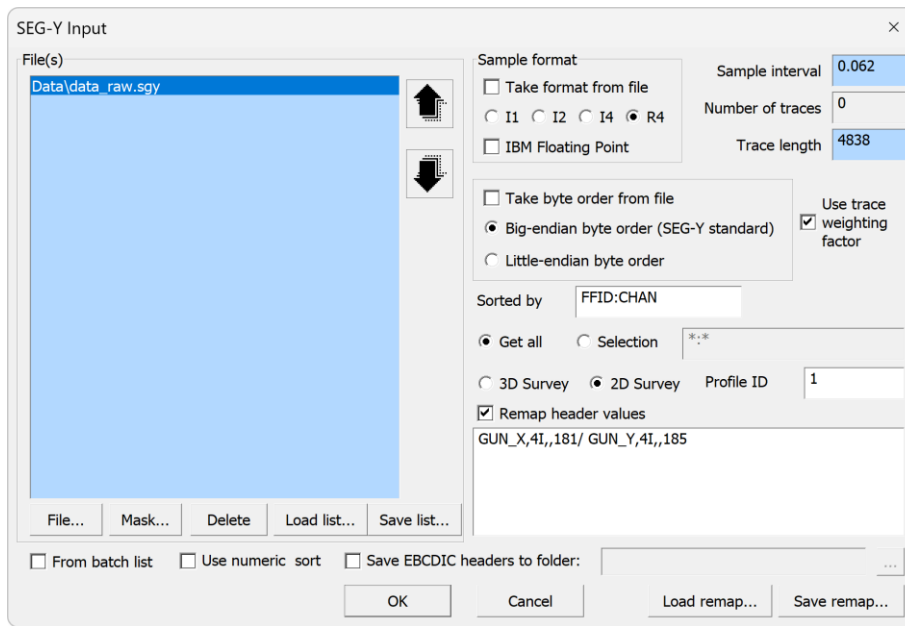 SEG-Y Input
File(s)
Data\data_raw.sgy
File...
Mask...
Delete
Load list...
Save list...
Sample format
Take format from file
I1
I2
I4
R4
IBM Floating Point
Sample interval
0.062
Number of traces
0
Trace length
4838
Take byte order from file
Big-endian byte order (SEG-Y standard)
Little-endian byte order
Use trace
weighting
factor
Sorted by
FFID:CHAN
Get all
Selection
*:*
3D Survey
2D Survey
Profile ID
1
Remap header values
GUN_X,4I,,181/ GUN_Y,4I,,185
From batch list
Use numeric sort
Save EBCDIC headers to folder:
...
OK
Cancel
Load remap...
Save remap...